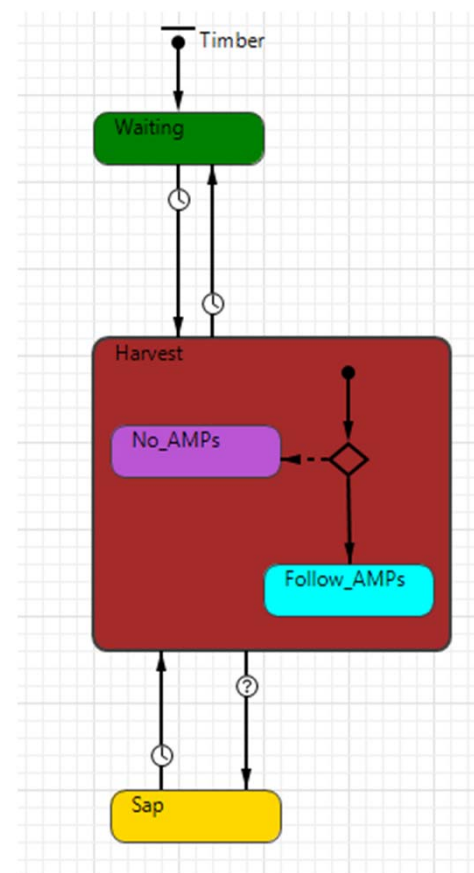 Timber
Waiting
Harvest
No_AMPs
Follow_AMPs
?
Sap